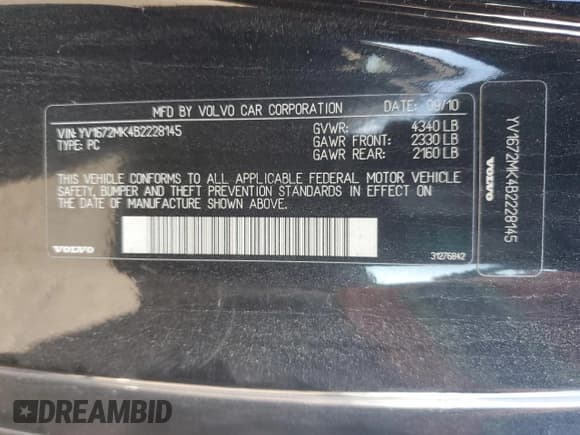 MFD BY VOLVO CAR CORPORATION DATE: 09/10
VIN: YV1672MK4B2228145 GVWR: 4340 LB
TYPE: PC GAWR FRONT: 2330 LB
GAWR REAR: 2160 LB
THIS VEHICLE CONFORMS TO ALL APPLICABLE FEDERAL MOTOR VEHICLE
SAFETY, BUMPER AND THEFT PREVENTION STANDARDS IN EFFECT ON
THE DATE OF MANUFACTURE SHOWN ABOVE.
VOLVO 31276842
YV1672MK4B2228145
VOLVO
DREAMBID